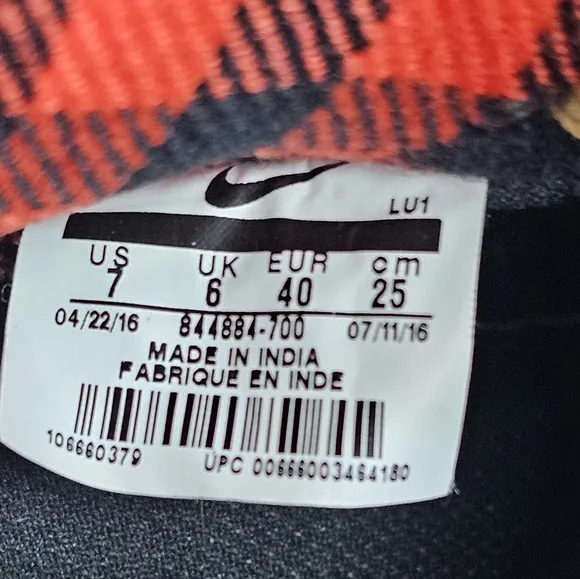 LU1
US UK EUR cm
7 6 40 25
04/22/16 844884-700 07/11/16
MADE IN INDIA
FABRIQUE EN INDE
106660379
UPC 00666003464180